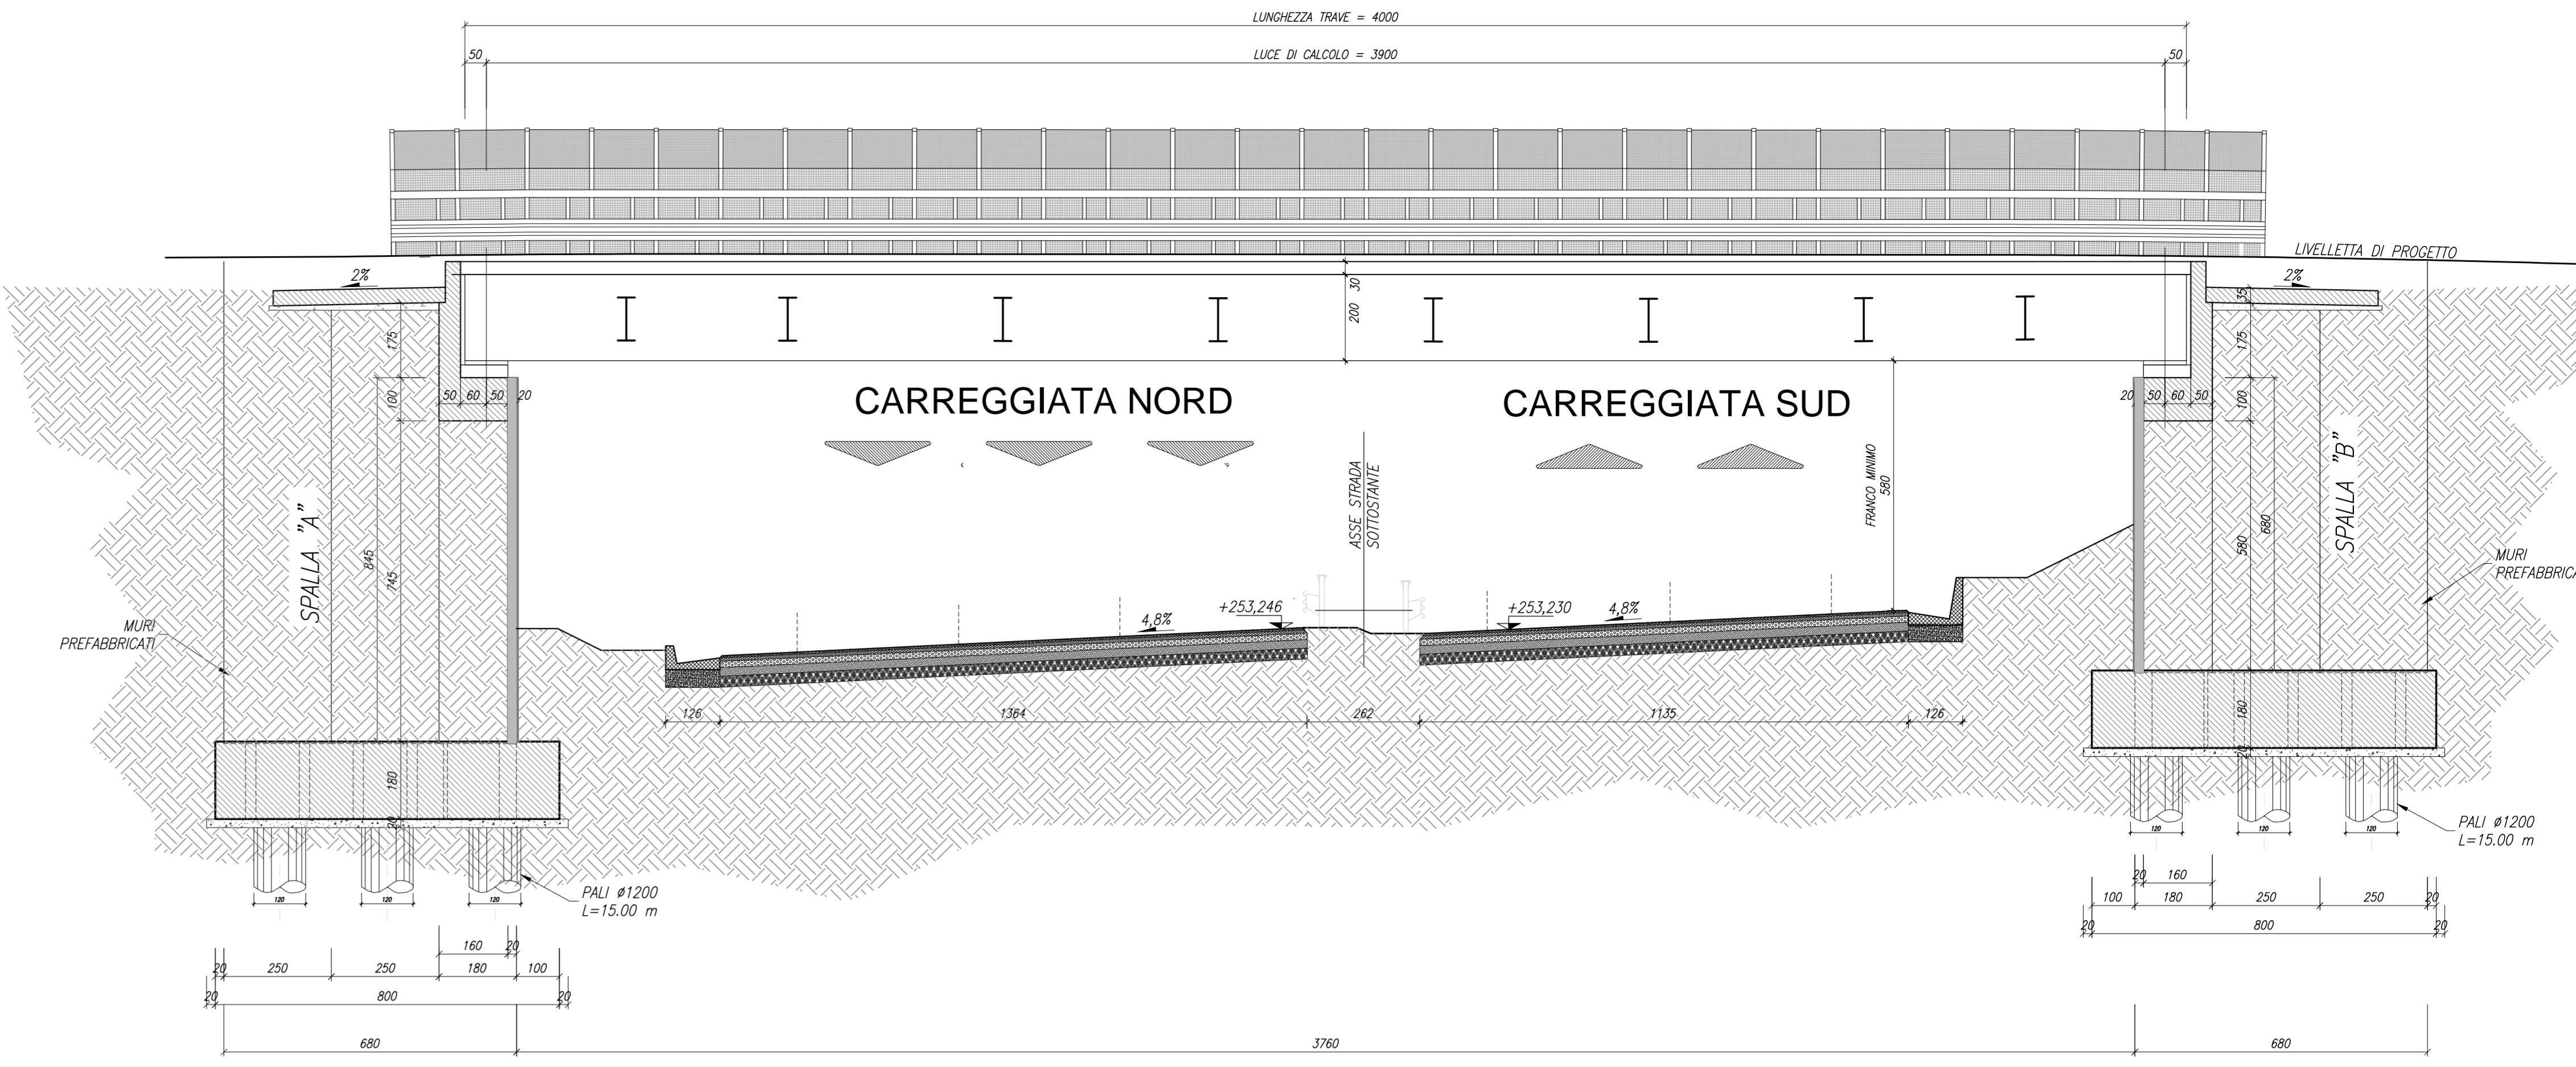 LUNGHEZZA TRAVE = 4000
50
LUCE DI CALCOLO = 3900
50
LIVELLETTA DI PROGETTO
2%
2%
200 30
35
175
175
100
50 60 50 20
20 50 60 50
100
CARREGGIATA NORD
CARREGGIATA SUD
ASSE STRADA
SOTTOSTANTE
FRANCO MINIMO
580
SPALLA "A"
845
745
SPALLA "B"
580
680
MURI
PREFABBRICATI
MURI
PREFABBRICA
4,8%
+253,246
+253,230
4,8%
126
1364
262
1135
126
180
20
180
20
120
120
120
120
120
120
PALI ø1200
L=15.00 m
PALI ø1200
L=15.00 m
20 160
100 180 250 250 20
20 800 20
160 20
20 250 250 180 100
20 800 20
680
3760
680